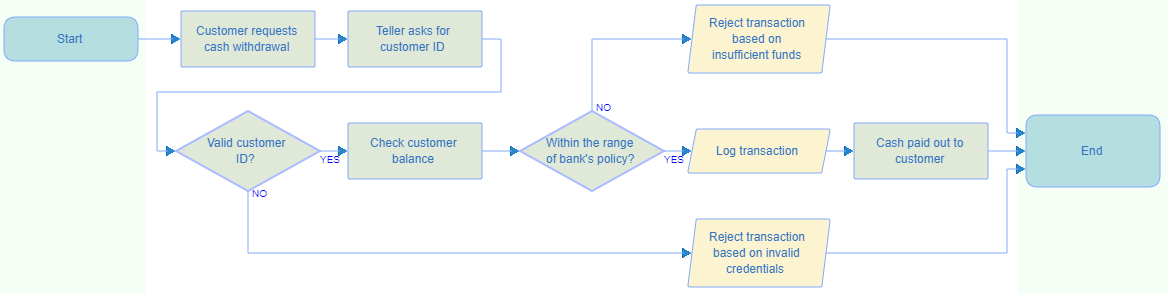 Start
Customer requests
cash withdrawal
Teller asks for
customer ID
Reject transaction
based on
insufficient funds
NO
Valid customer
ID?
YES
Check customer
balance
Within the range
of bank's policy?
YES
Log transaction
Cash paid out to
customer
End
NO
Reject transaction
based on invalid
credentials